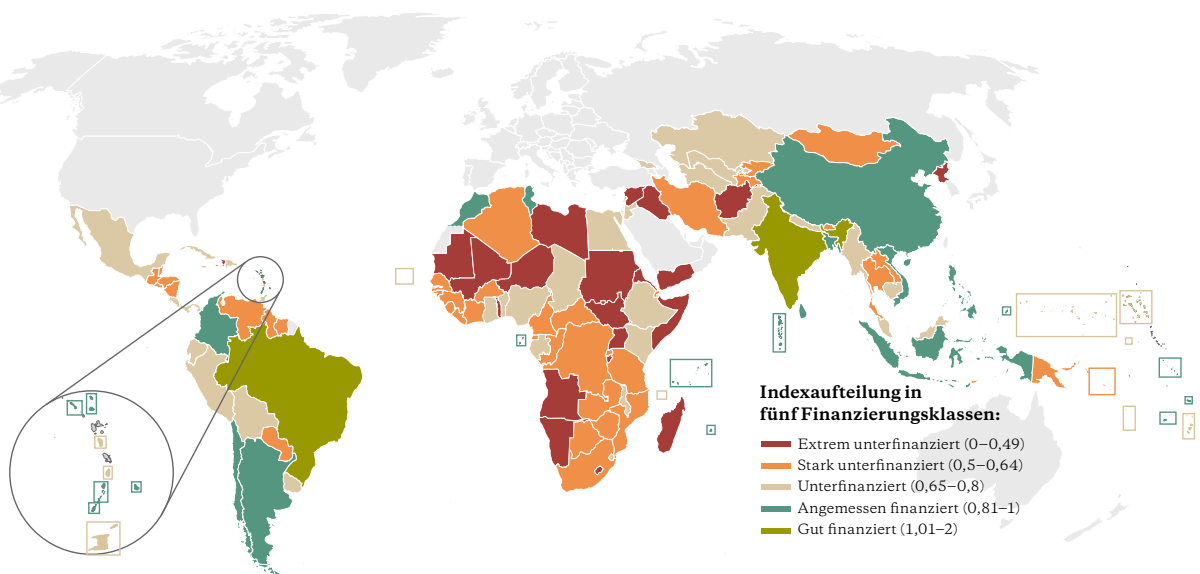 Indexaufteilung in
fünf Finanzierungsklassen:
Extrem unterfinanziert (0–0,49)
Stark unterfinanziert (0,5–0,64)
Unterfinanziert (0,65–0,8)
Angemessen finanziert (0,81–1)
Gut finanziert (1,01–2)